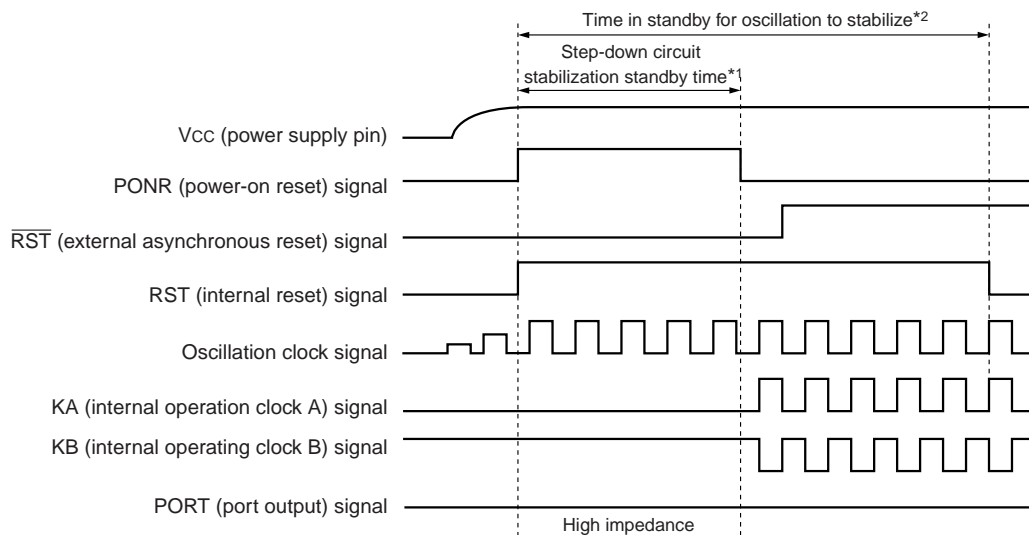 Time in standby for oscillation to stabilize*2
Step-down circuit
stabilization standby time*1
VCC (power supply pin)
PONR (power-on reset) signal
R̅S̅T̅ (external asynchronous reset) signal
RST (internal reset) signal
Oscillation clock signal
KA (internal operation clock A) signal
KB (internal operating clock B) signal
PORT (port output) signal
High impedance